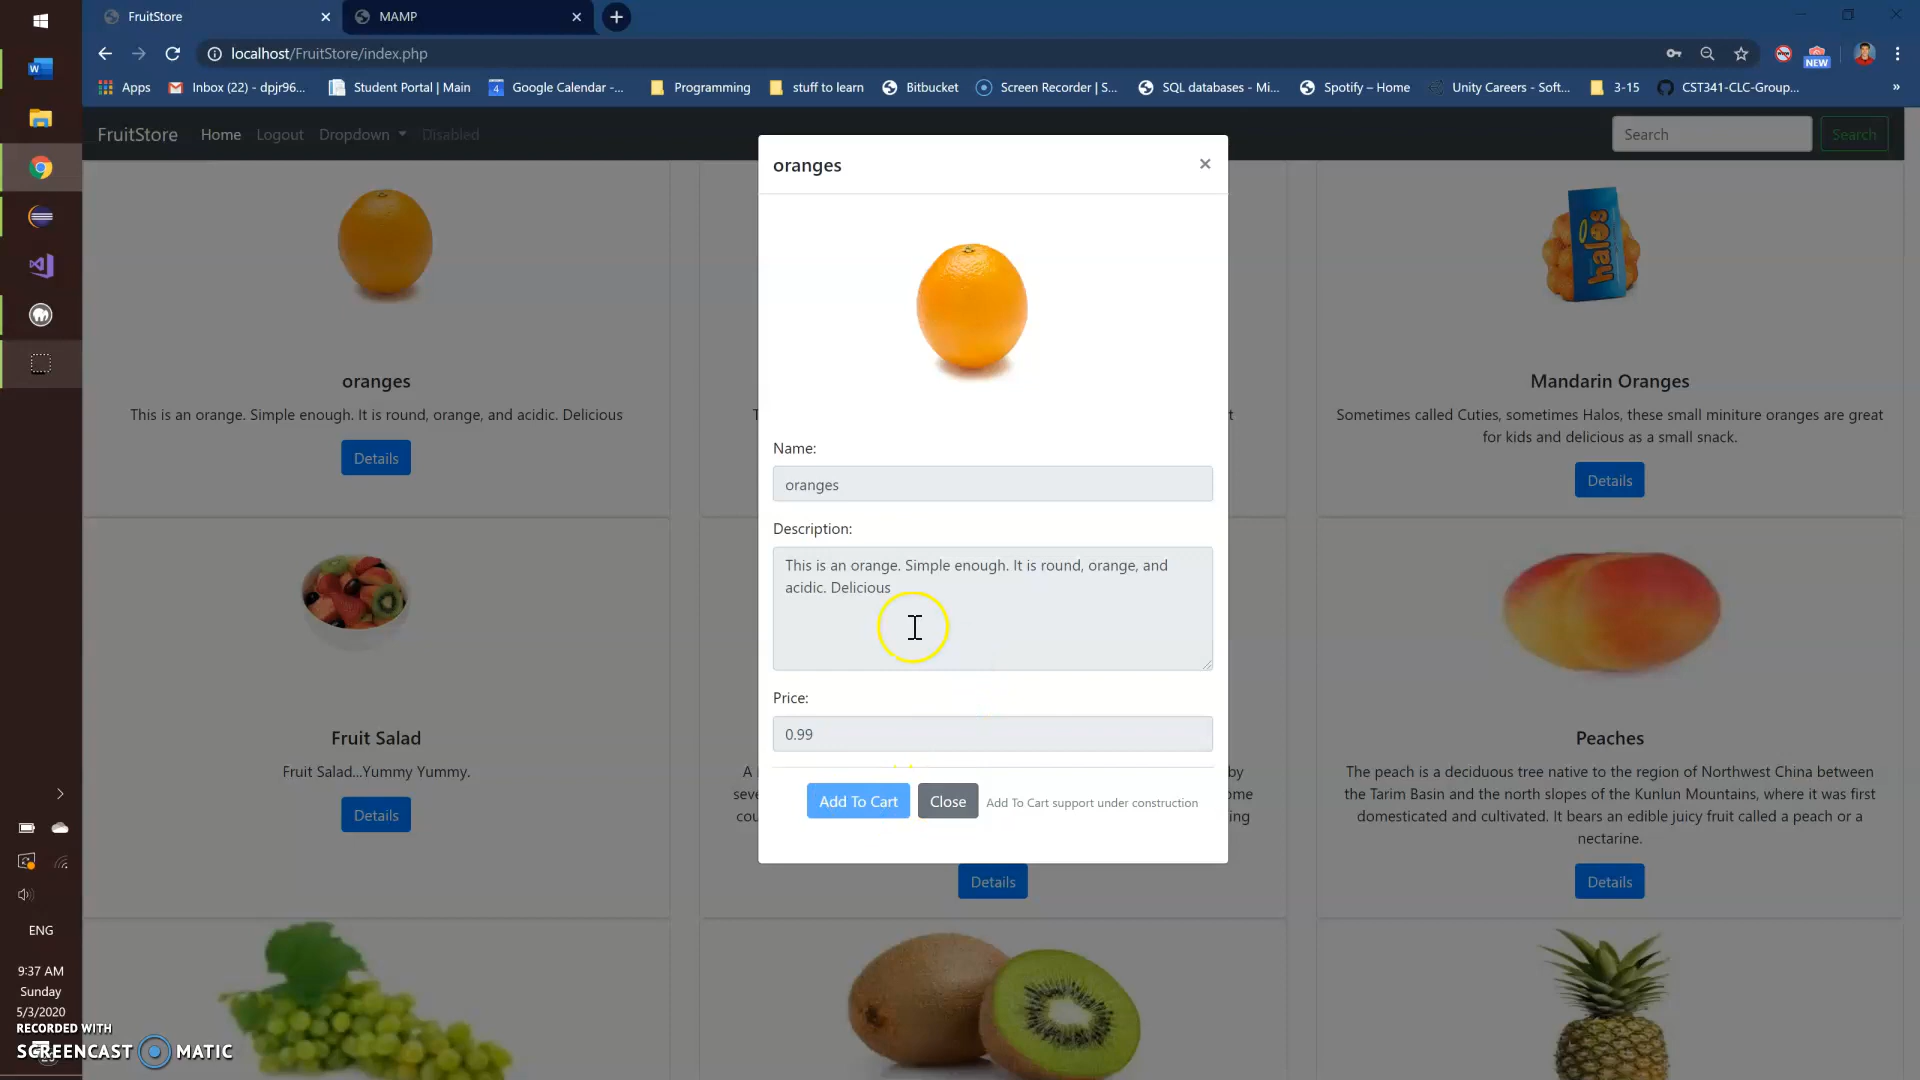 FruitStore
MAMP
localhost/FruitStore/index.php
NEW
Apps
Inbox (22) - dpjr96...
Student Portal | Main
4
Google Calendar -...
Programming
stuff to learn
Bitbucket
Screen Recorder | S...
SQL databases - Mi...
Spotify – Home
Unity Careers - Soft...
3-15
CST341-CLC-Group...
»
FruitStore
Home
Logout
Dropdown
Disabled
Search
Search
oranges
×
halos
oranges
This is an orange. Simple enough. It is round, orange, and acidic. Delicious
Details
Mandarin Oranges
Sometimes called Cuties, sometimes Halos, these small miniture oranges are great
for kids and delicious as a small snack.
Details
Name:
oranges
Description:
This is an orange. Simple enough. It is round, orange, and
acidic. Delicious
Price:
0.99
Add To Cart
Close
Add To Cart support under construction
Fruit Salad
Fruit Salad...Yummy Yummy.
Details
Details
Peaches
The peach is a deciduous tree native to the region of Northwest China between
the Tarim Basin and the north slopes of the Kunlun Mountains, where it was first
domesticated and cultivated. It bears an edible juicy fruit called a peach or a
nectarine.
Details
ENG
9:37 AM
Sunday
5/3/2020
RECORDED WITH
SCREENCAST MATIC